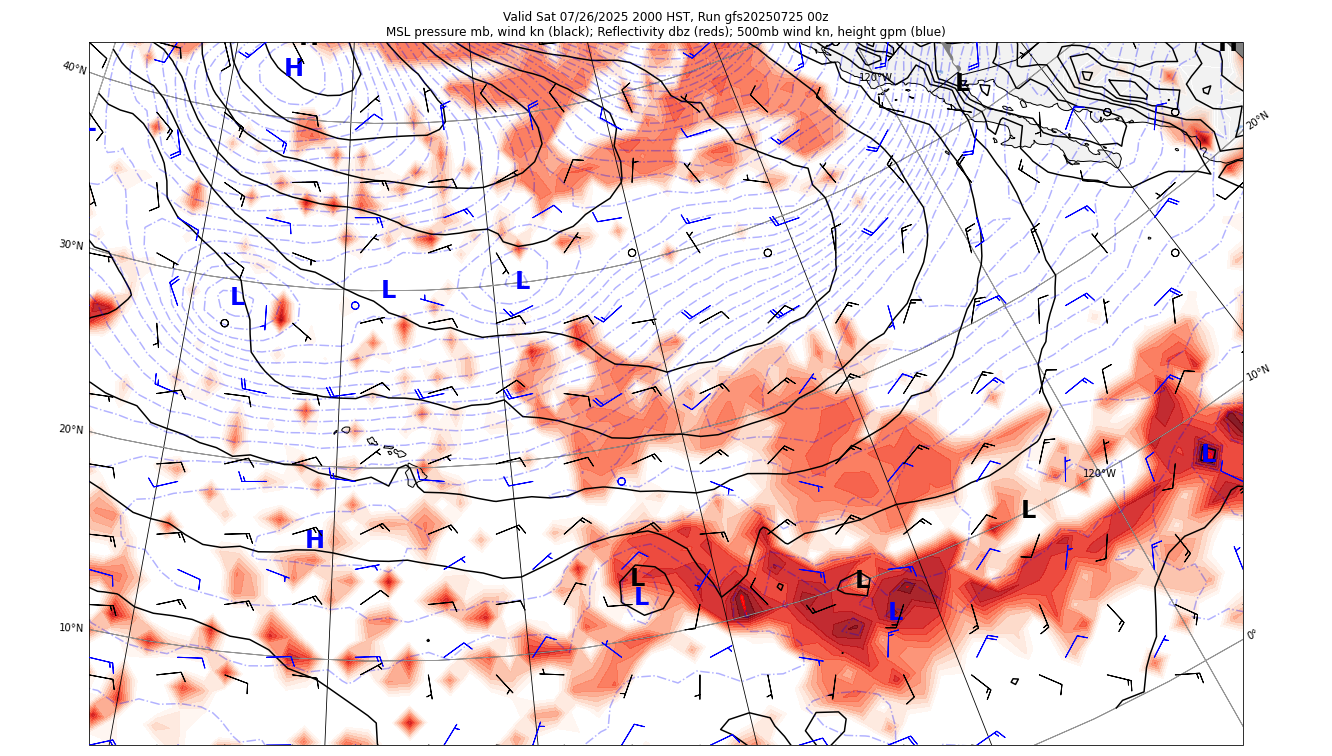 Valid Sat 07/26/2025 2000 HST, Run gfs20250725 00z
MSL pressure mb, wind kn (black); Reflectivity dbz (reds); 500mb wind kn, height gpm (blue)
H
40°N
120°W
L
20°N
30°N
L
L
L
10°N
20°N
L
120°W
L
H
L
L
L
L
10°N
0°